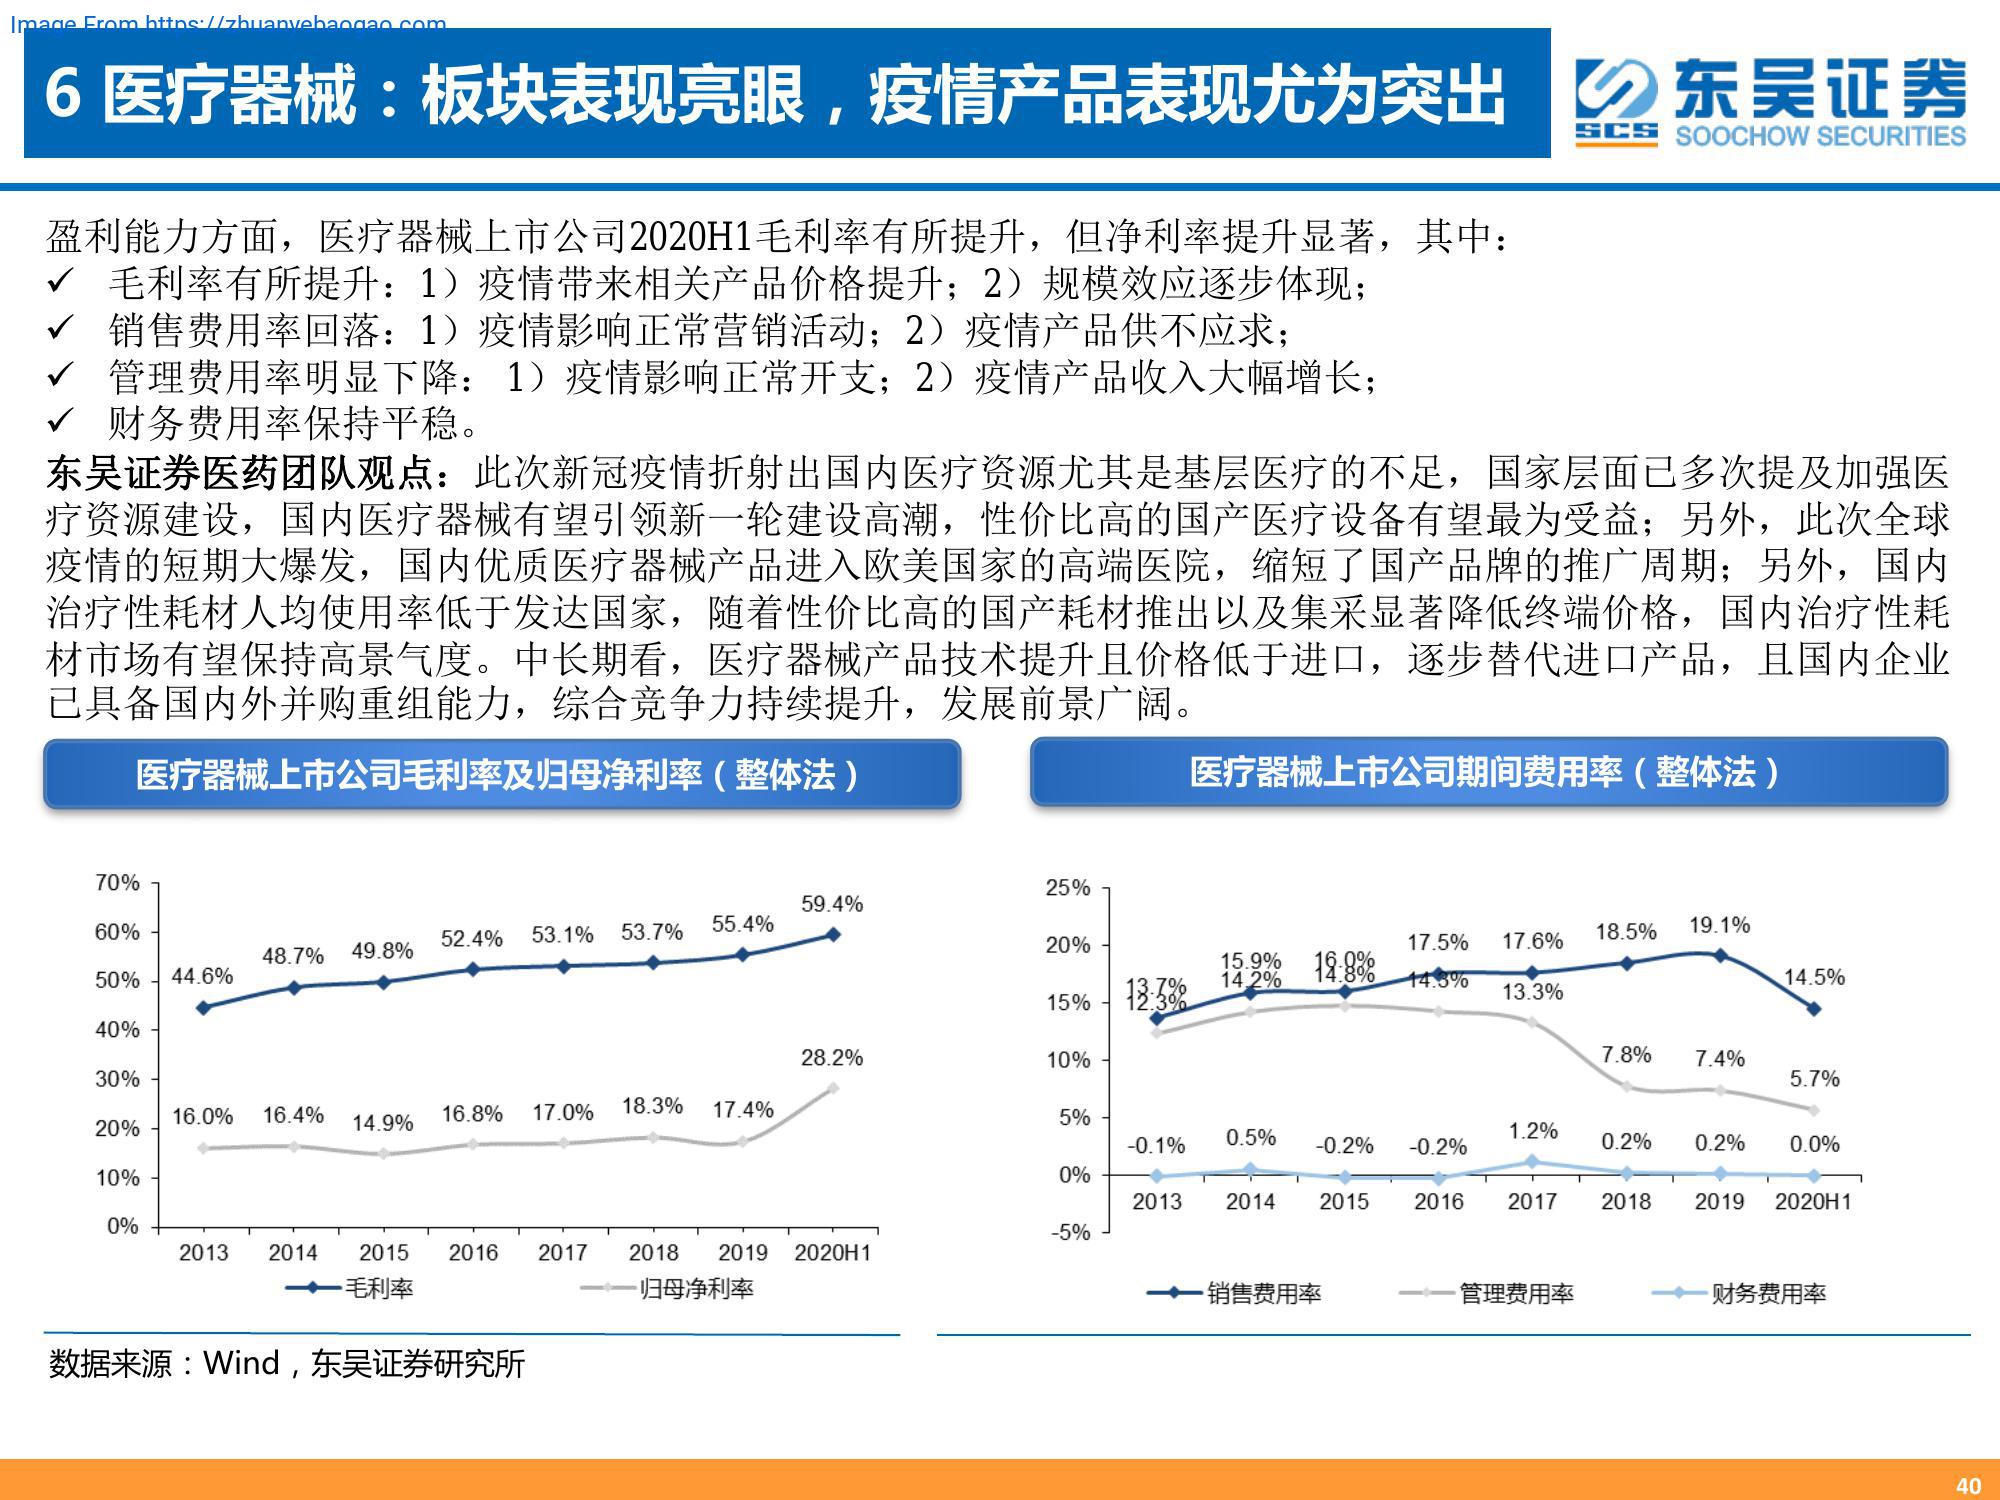 Image From https://zhuanyebaogao.com
6 医疗器械：板块表现亮眼，疫情产品表现尤为突出
东吴证券
SCS
SOOCHOW SECURITIES
盈利能力方面，医疗器械上市公司2020H1毛利率有所提升，但净利率提升显著，其中：
✓ 毛利率有所提升：1）疫情带来相关产品价格提升；2）规模效应逐步体现；
✓ 销售费用率回落：1）疫情影响正常营销活动；2）疫情产品供不应求；
✓ 管理费用率明显下降： 1）疫情影响正常开支；2）疫情产品收入大幅增长；
✓ 财务费用率保持平稳。
东吴证券医药团队观点：此次新冠疫情折射出国内医疗资源尤其是基层医疗的不足，国家层面已多次提及加强医
疗资源建设，国内医疗器械有望引领新一轮建设高潮，性价比高的国产医疗设备有望最为受益；另外，此次全球
疫情的短期大爆发，国内优质医疗器械产品进入欧美国家的高端医院，缩短了国产品牌的推广周期；另外，国内
治疗性耗材人均使用率低于发达国家，随着性价比高的国产耗材推出以及集采显著降低终端价格，国内治疗性耗
材市场有望保持高景气度。中长期看，医疗器械产品技术提升且价格低于进口，逐步替代进口产品，且国内企业
已具备国内外并购重组能力，综合竞争力持续提升，发展前景广阔。
医疗器械上市公司毛利率及归母净利率（整体法）
70%
60%
50%
40%
30%
20%
10%
0%
44.6% 48.7% 49.8% 52.4% 53.1% 53.7% 55.4% 59.4%
16.0% 16.4% 14.9% 16.8% 17.0% 18.3% 17.4% 28.2%
2013 2014 2015 2016 2017 2018 2019 2020H1
毛利率 归母净利率
医疗器械上市公司期间费用率（整体法）
25%
20%
15%
10%
5%
0%
-5%
13.7% 15.9% 16.0% 17.5% 17.6% 18.5% 19.1% 14.5%
12.3% 14.2% 14.8% 14.3% 13.3% 7.8% 7.4% 5.7%
-0.1% 0.5% -0.2% -0.2% 1.2% 0.2% 0.2% 0.0%
2013 2014 2015 2016 2017 2018 2019 2020H1
销售费用率 管理费用率 财务费用率
数据来源：Wind，东吴证券研究所
40